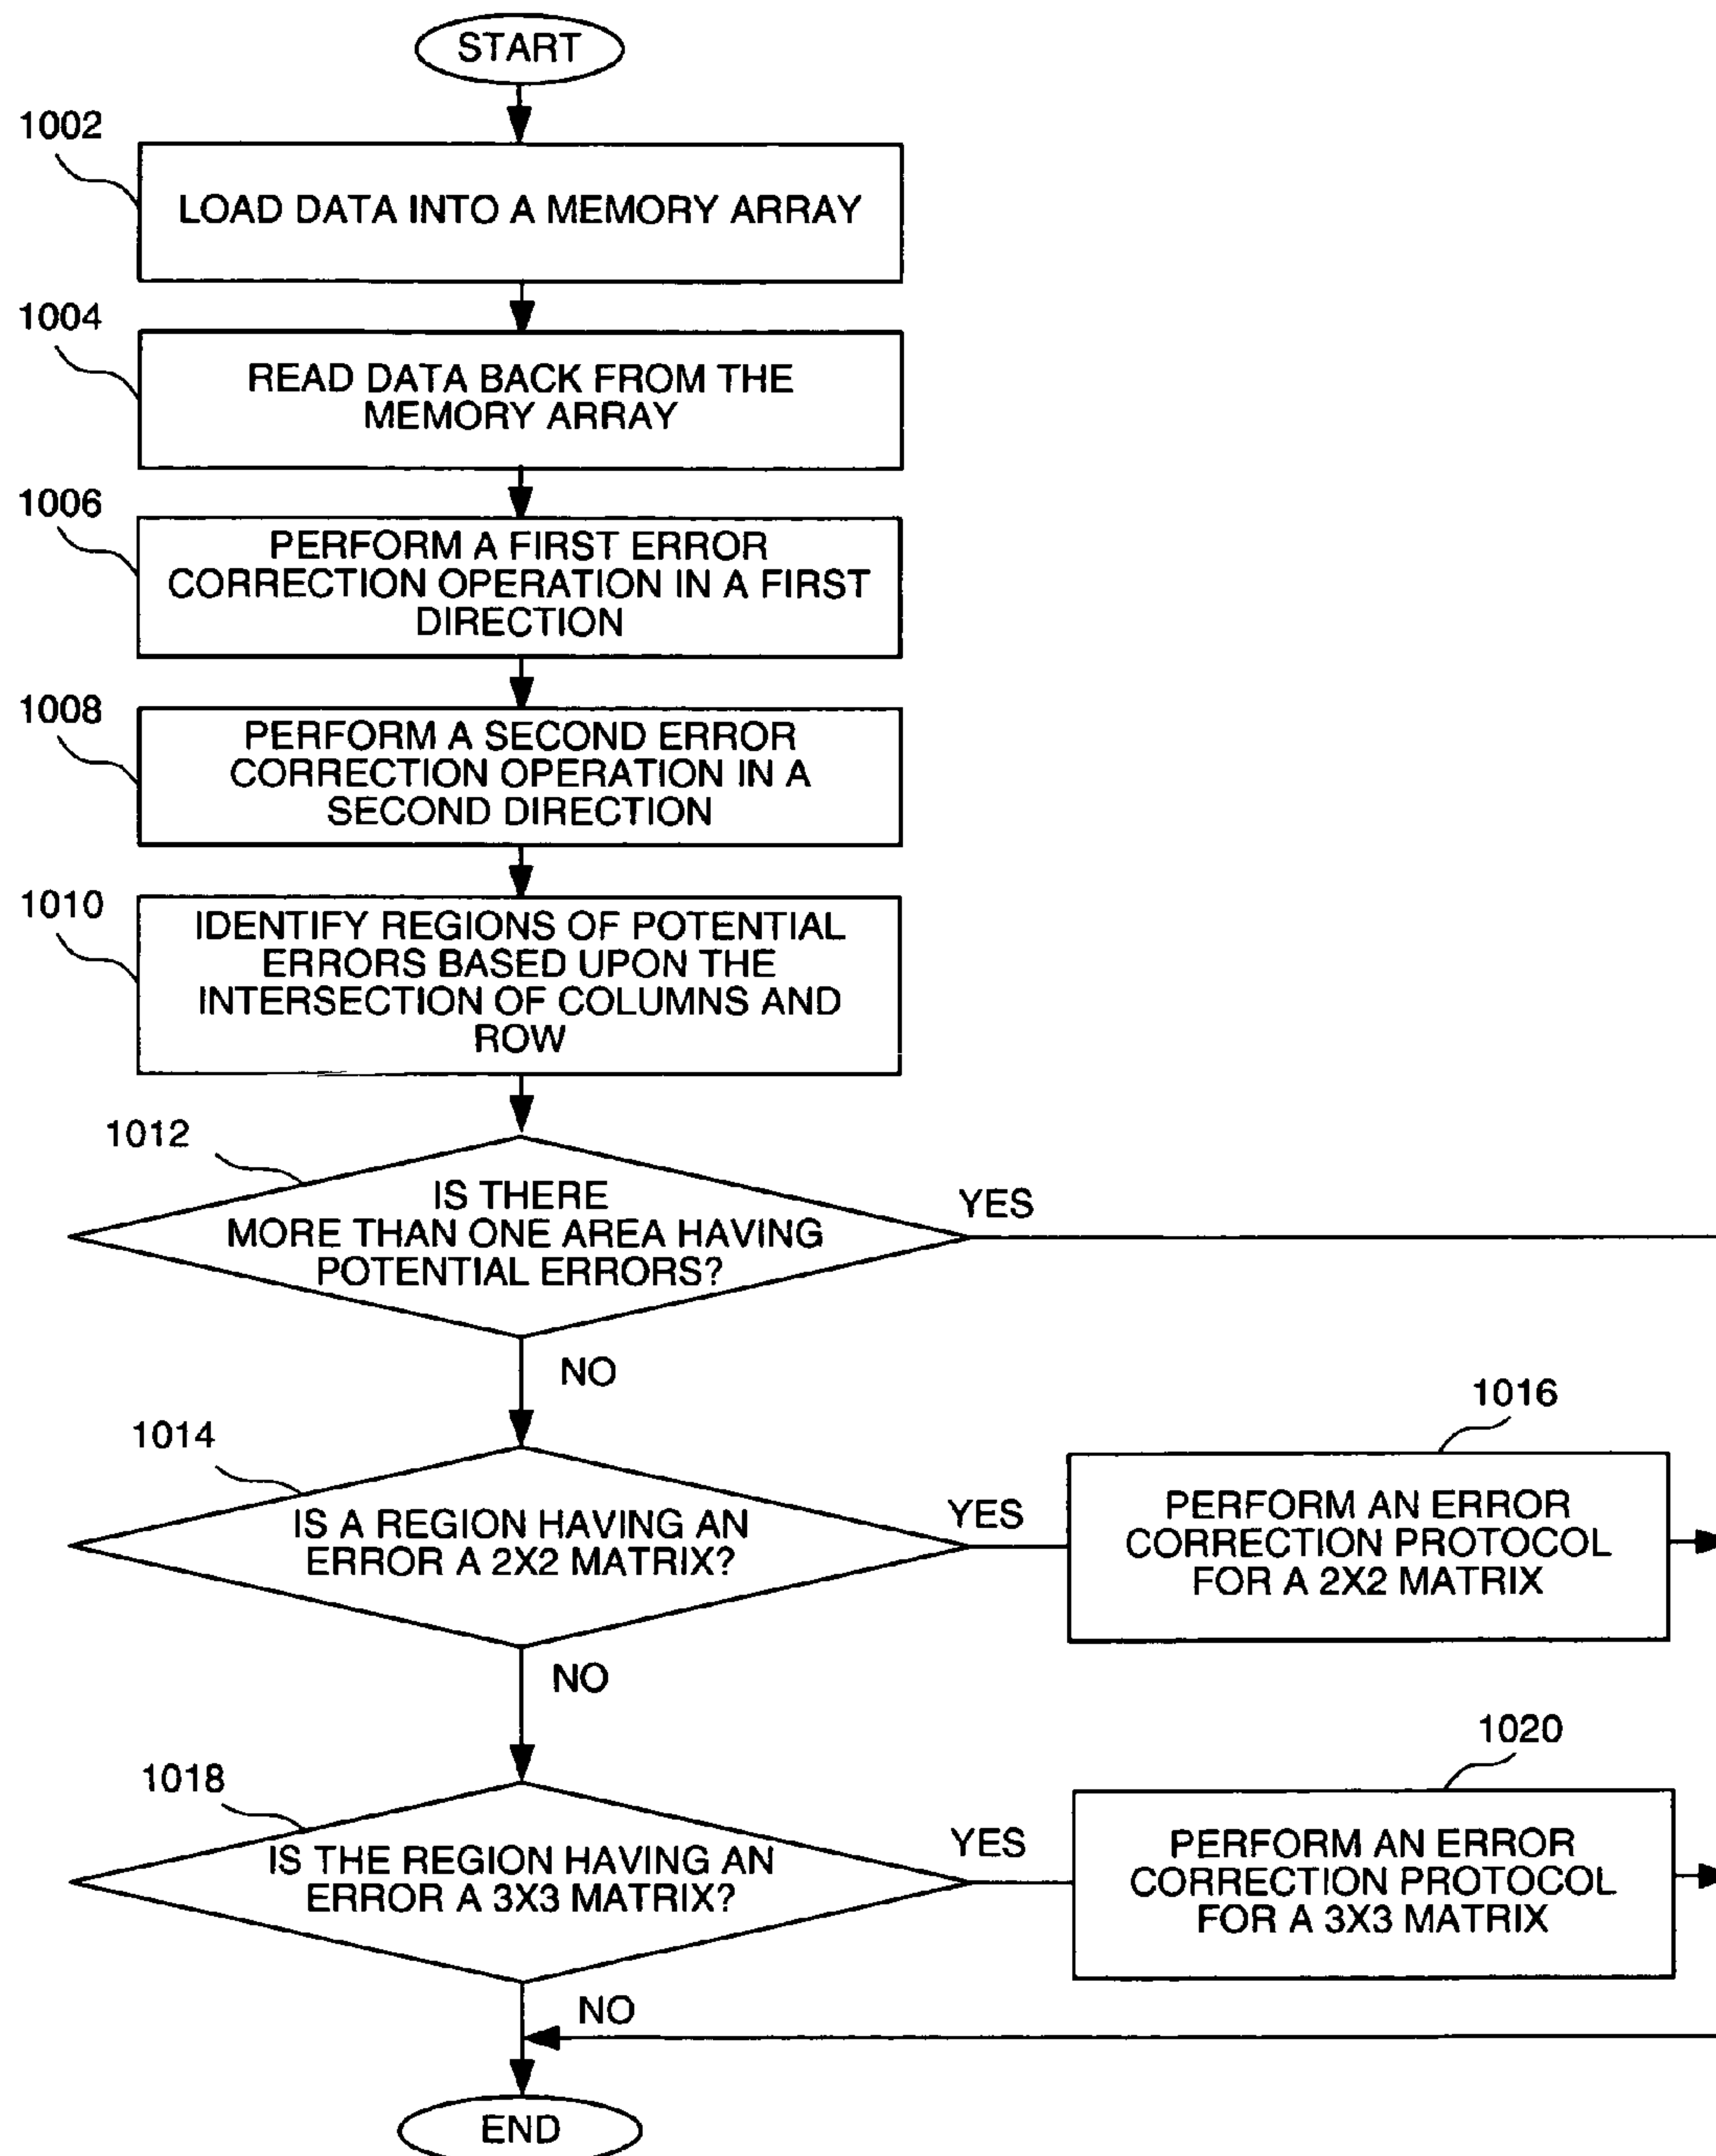 START
1002
LOAD DATA INTO A MEMORY ARRAY
1004
READ DATA BACK FROM THE
MEMORY ARRAY
1006
PERFORM A FIRST ERROR
CORRECTION OPERATION IN A FIRST
DIRECTION
1008
PERFORM A SECOND ERROR
CORRECTION OPERATION IN A
SECOND DIRECTION
1010
IDENTIFY REGIONS OF POTENTIAL
ERRORS BASED UPON THE
INTERSECTION OF COLUMNS AND
ROW
1012
IS THERE
MORE THAN ONE AREA HAVING
POTENTIAL ERRORS?
YES
NO
1014
IS A REGION HAVING AN
ERROR A 2X2 MATRIX?
YES
1016
PERFORM AN ERROR
CORRECTION PROTOCOL
FOR A 2X2 MATRIX
NO
1018
IS THE REGION HAVING AN
ERROR A 3X3 MATRIX?
YES
1020
PERFORM AN ERROR
CORRECTION PROTOCOL
FOR A 3X3 MATRIX
NO
END